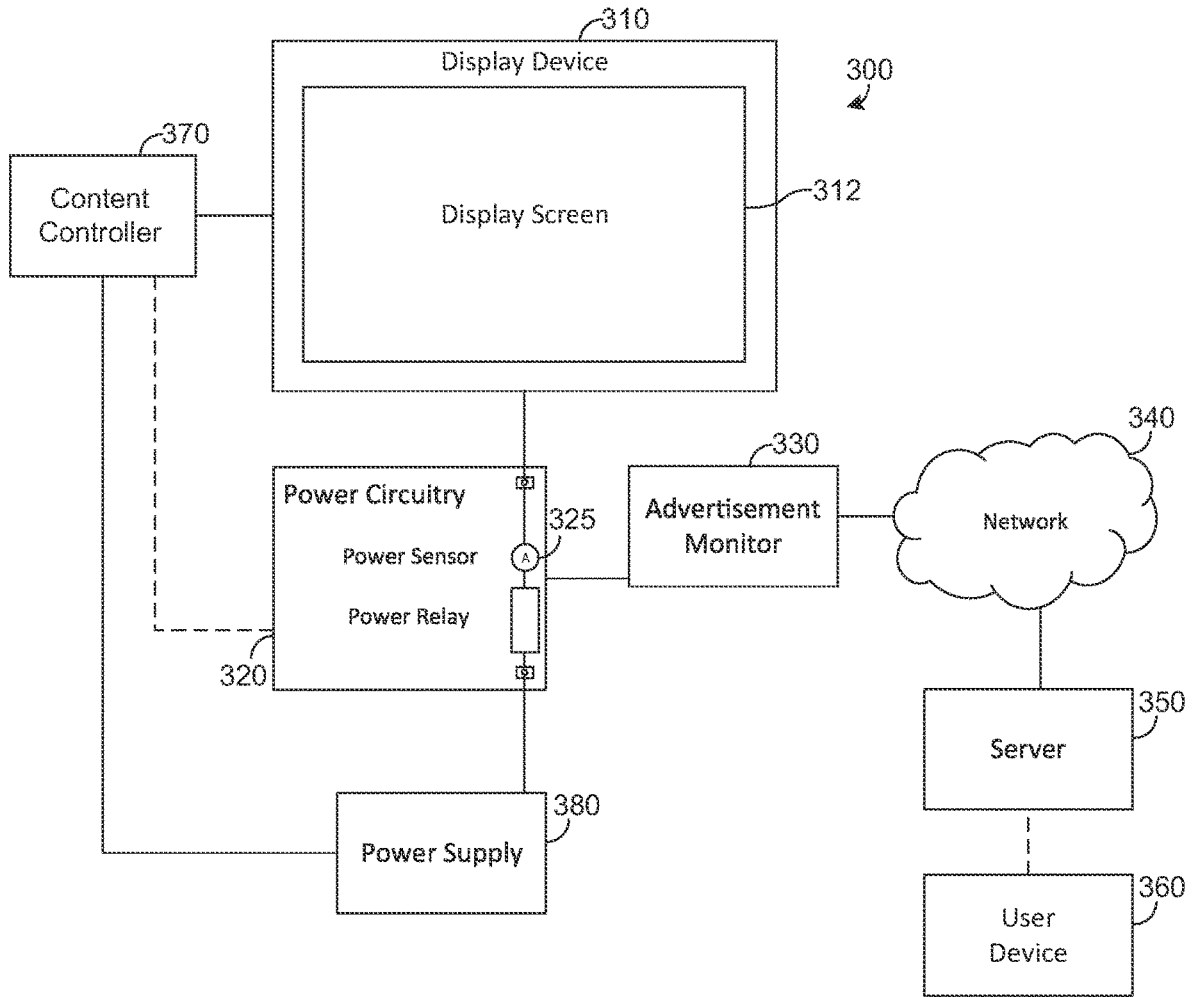 310
Display Device
300
370
Content
Controller
Display Screen
312
340
330
Power Circuitry
Advertisement
Monitor
325
Network
Power Sensor
A
Power Relay
320
350
Server
380
Power Supply
360
User
Device